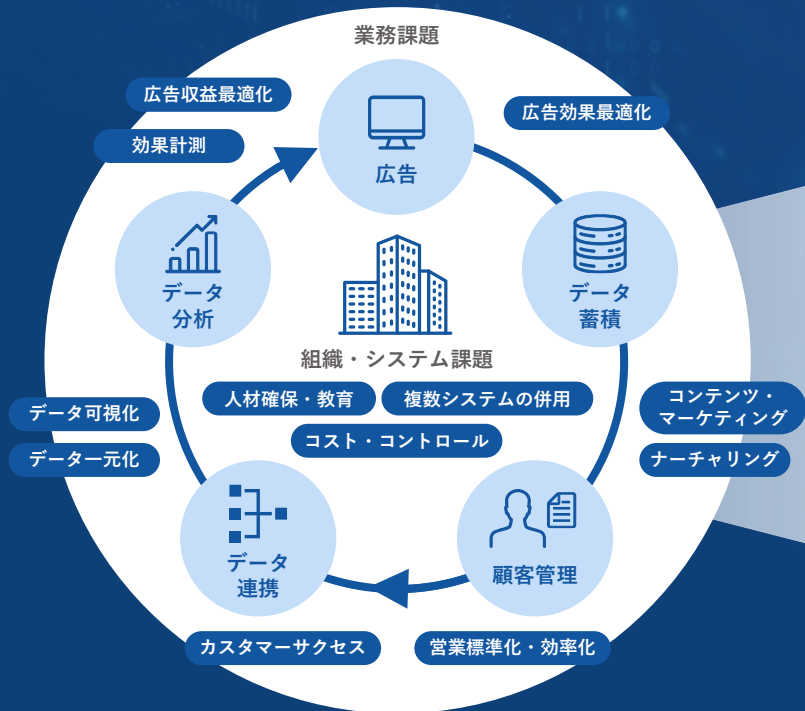 業務課題
広告収益最適化
効果計測
広告効果最適化
広告
データ
分析
データ
蓄積
組織・システム課題
人材確保・教育
複数システムの併用
コスト・コントロール
データ可視化
データ一元化
コンテンツ・
マーケティング
ナーチャリング
データ
連携
顧客管理
カスタマーサクセス
営業標準化・効率化